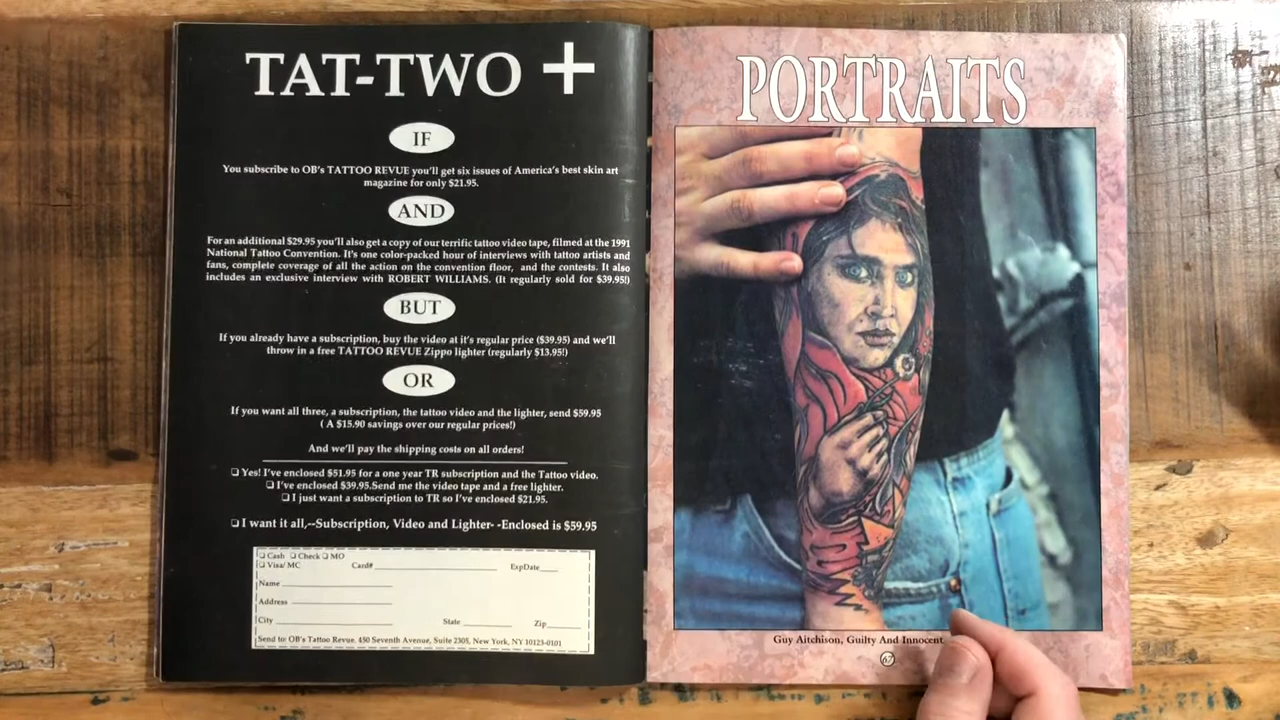 TAT-TWO +
IF
You subscribe to OB's TATTOO REVUE you'll get six issues of America's best skin art
magazine for only $21.95.
AND
For an additional $29.95 you'll also get a copy of our terrific tattoo video tape, filmed at the 1991
National Tattoo Convention. It's one color-packed hour of interviews with tattoo artists and
fans, complete coverage of all the action on the convention floor, and the contests. It also
includes an exclusive interview with ROBERT WILLIAMS. (It regularly sold for $39.95!)
BUT
If you already have a subscription, buy the video at it's regular price ($39.95) and we'll
throw in a free TATTOO REVUE Zippo lighter (regularly $13.95!)
OR
If you want all three, a subscription, the tattoo video and the lighter, send $59.95
( A $15.90 savings over our regular prices!)
And we'll pay the shipping costs on all orders!
❏ Yes! I've enclosed $51.95 for a one year TR subscription and the Tattoo video.
❏ I've enclosed $39.95.Send me the video tape and a free lighter.
❏ I just want a subscription to TR so I've enclosed $21.95.
❏ I want it all,--Subscription, Video and Lighter- -Enclosed is $59.95
❏ Cash ❏ Check ❏ MO
❏ Visa/ MC Card# ExpDate
Name
Address
City State Zip
Send to: OB's Tattoo Revue. 450 Seventh Avenue, Suite 2305, New York, NY 10123-0101
PORTRAITS
Guy Aitchison, Guilty And Innocent
67